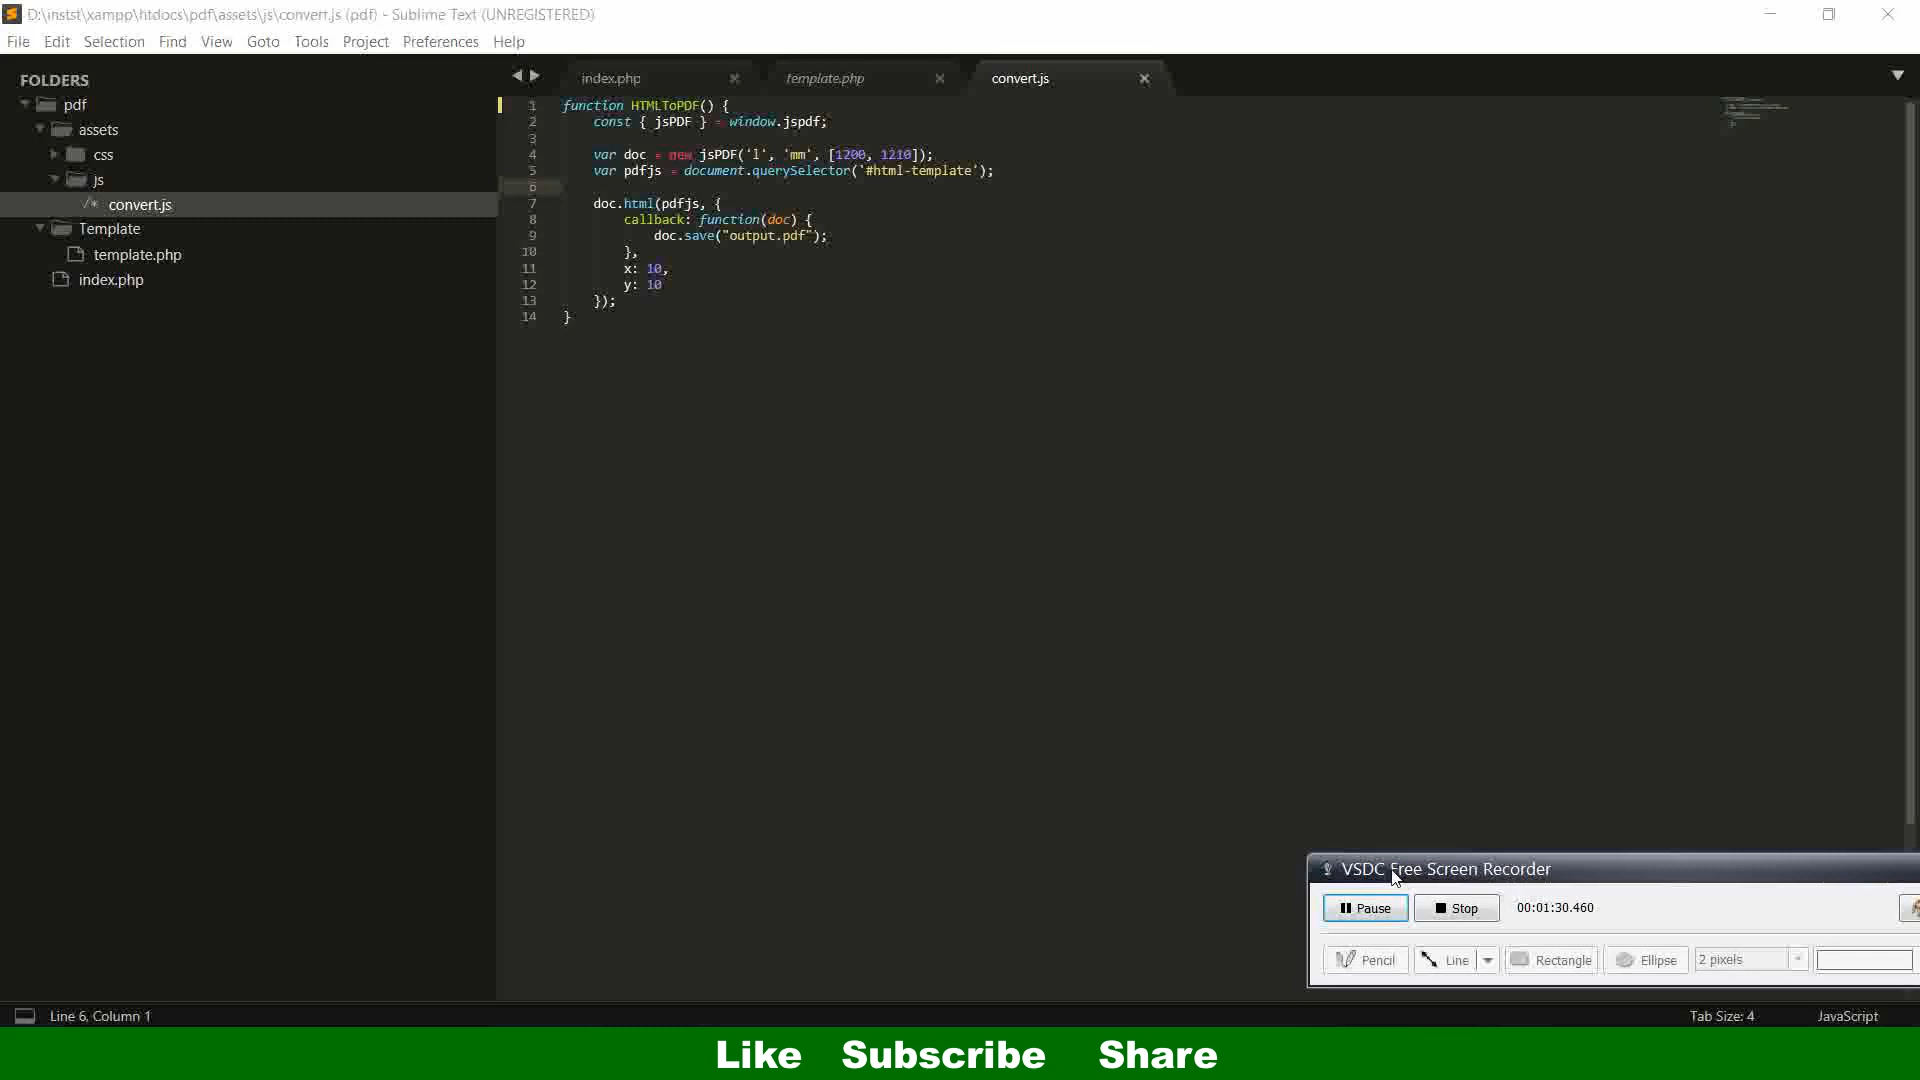 D:\instst\xampp\htdocs\pdf\assets\js\convert.js (pdf) - Sublime Text (UNREGISTERED)
File Edit Selection Find View Goto Tools Project Preferences Help
FOLDERS
pdf
assets
css
js
/* convert.js
Template
template.php
index.php
index.php template.php convert.js
1 function HTMLToPDF() {
2 const { jsPDF } = window.jspdf;
3
4 var doc = new jsPDF('l', 'mm', [1200, 1210]);
5 var pdfjs = document.querySelector('#html-template');
6
7 doc.html(pdfjs, {
8 callback: function(doc) {
9 doc.save("output.pdf");
10 },
11 x: 10,
12 y: 10
13 });
14 }
VSDC Free Screen Recorder
Pause Stop 00:01:30.460
Pencil Line Rectangle Ellipse 2 pixels
Line 6, Column 1 Tab Size: 4 JavaScript
Like Subscribe Share